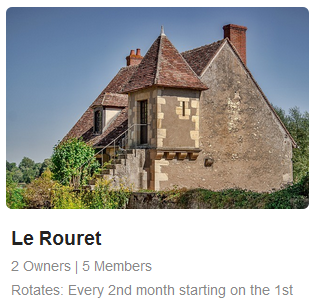 Le Rouret
2 Owners | 5 Members
Rotates: Every 2nd month starting on the 1st